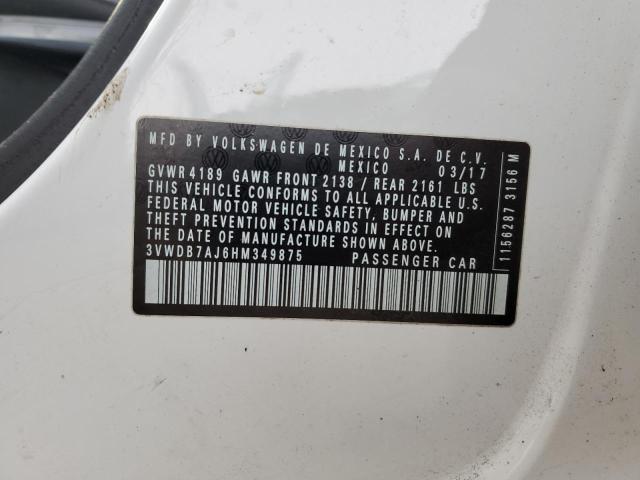 MFD BY VOLKSWAGEN DE MEXICO S.A. DE C.V.
MEXICO 03/17
GVWR 4189 GAWR FRONT 2138 / REAR 2161 LBS
THIS VEHICLE CONFORMS TO ALL APPLICABLE U.S.
FEDERAL MOTOR VEHICLE SAFETY, BUMPER AND
THEFT PREVENTION STANDARDS IN EFFECT ON
THE DATE OF MANUFACTURE SHOWN ABOVE.
3VWDB7AJ6HM349875 PASSENGER CAR
1156287 3156 M